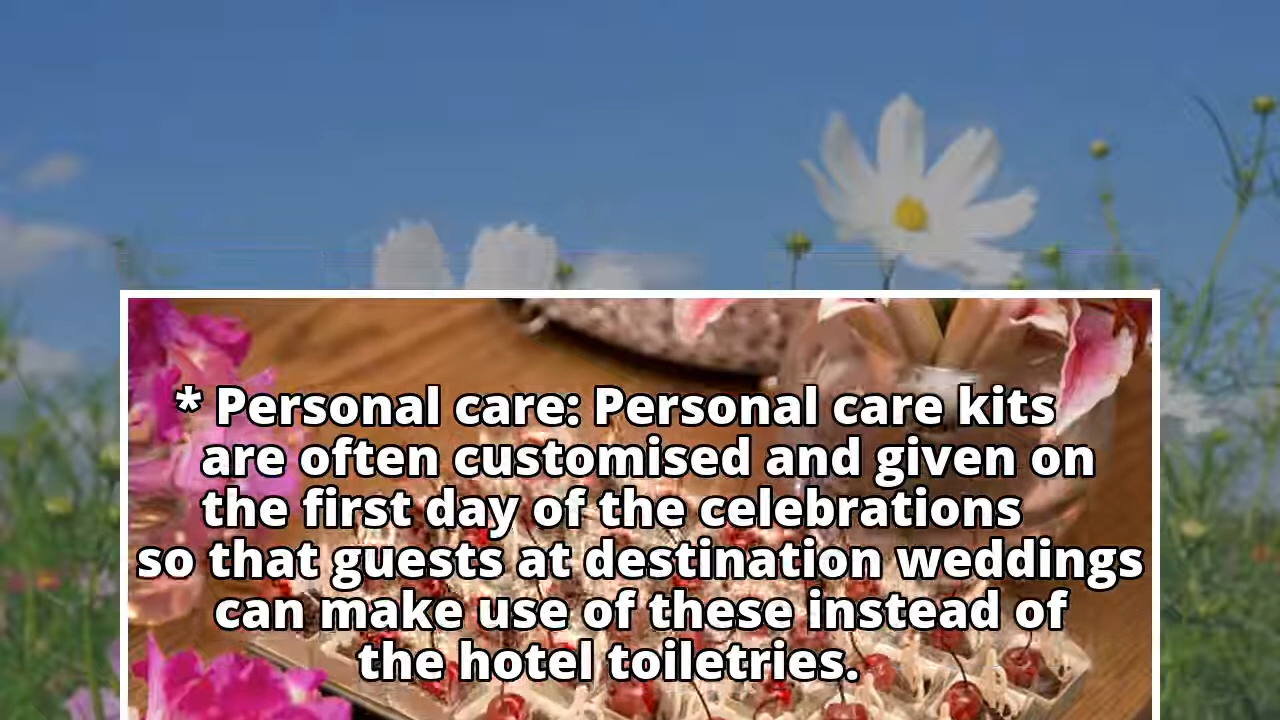 * Personal care: Personal care kits
are often customised and given on
the first day of the celebrations
so that guests at destination weddings
can make use of these instead of
the hotel toiletries.